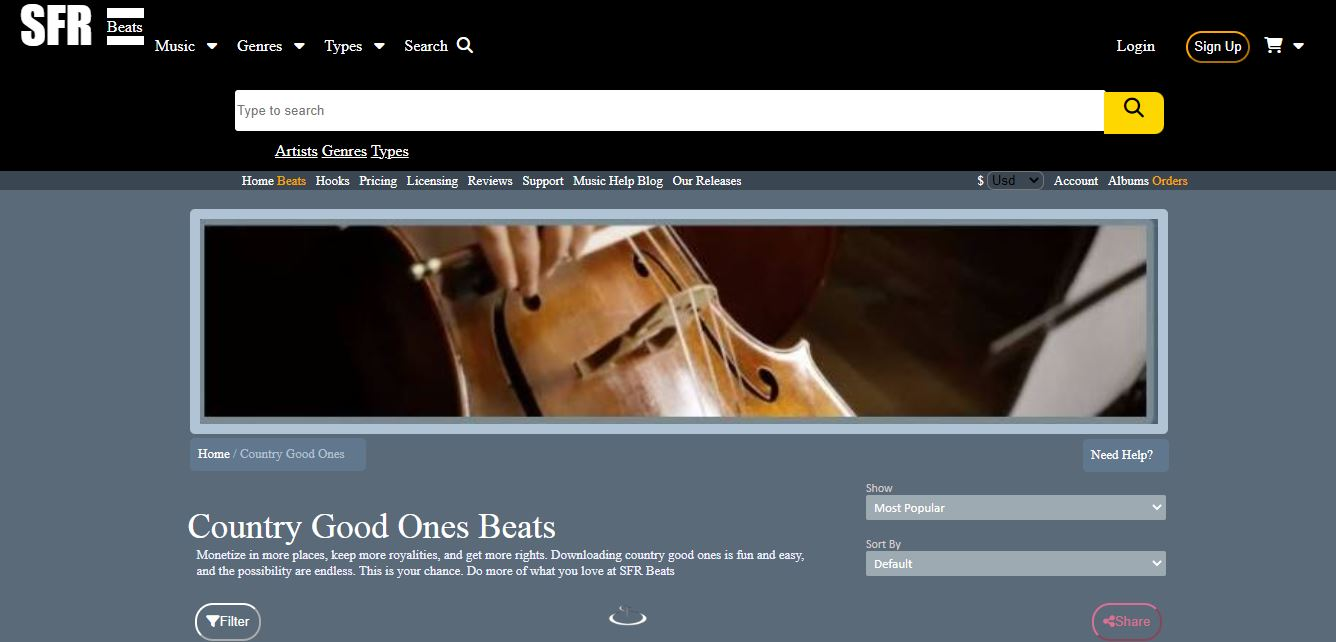 SFR
Beats
Music Genres Types Search
Login Sign Up
Type to search
Artists Genres Types
Home Beats Hooks Pricing Licensing Reviews Support Music Help Blog Our Releases
$ Usd Account Albums Orders
Home / Country Good Ones
Need Help?
Show
Most Popular
Country Good Ones Beats
Monetize in more places, keep more royalities, and get more rights. Downloading country good ones is fun and easy,
and the possibility are endless. This is your chance. Do more of what you love at SFR Beats
Sort By
Default
Filter
Share